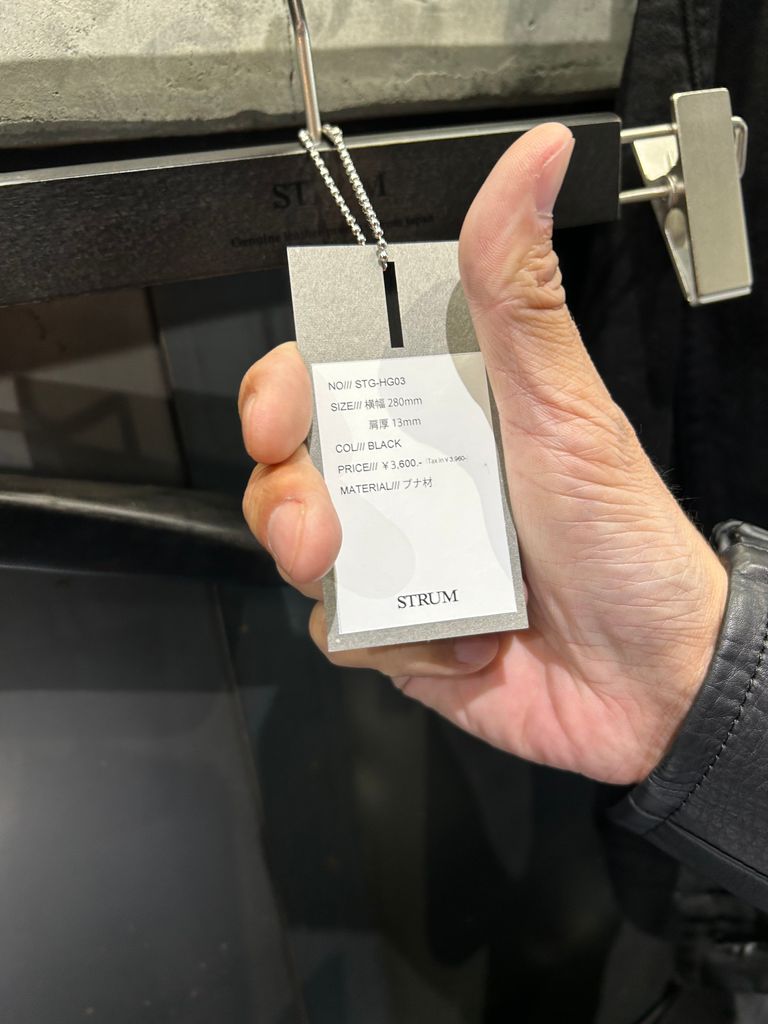 STRUM
NO/// STG-HG03
SIZE/// 横幅 280mm
肩厚 13mm
COL/// BLACK
PRICE/// ￥3,600.- (Tax in￥3,960-
MATERIAL/// ブナ材
STRUM